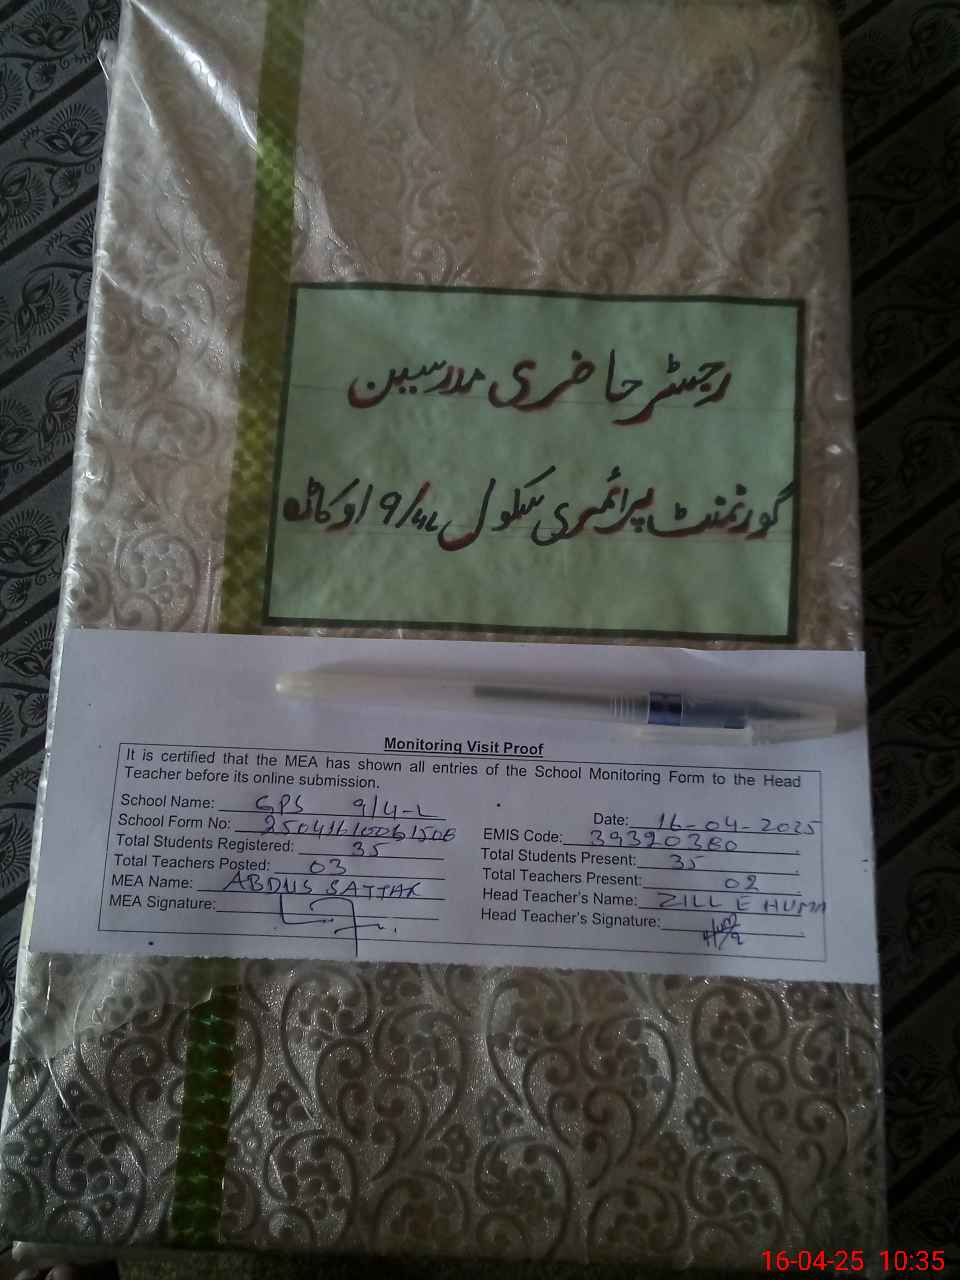 رجسٹر حاضری مدرسین
گورنمنٹ پرائمری سکول 9/4L اوکاڑہ
Monitoring Visit Proof
It is certified that the MEA has shown all entries of the School Monitoring Form to the Head
Teacher before its online submission.
School Name: GPS 9/4-L
Date: 16-04-2025
School Form No:
EMIS Code: 39320380
Total Students Registered: 35
Total Students Present: 35
Total Teachers Posted: 03
Total Teachers Present: 02
MEA Name: ABDUS SATTAR
Head Teacher's Name: ZILL E HUMA
MEA Signature:
Head Teacher's Signature:
16-04-25 10:35